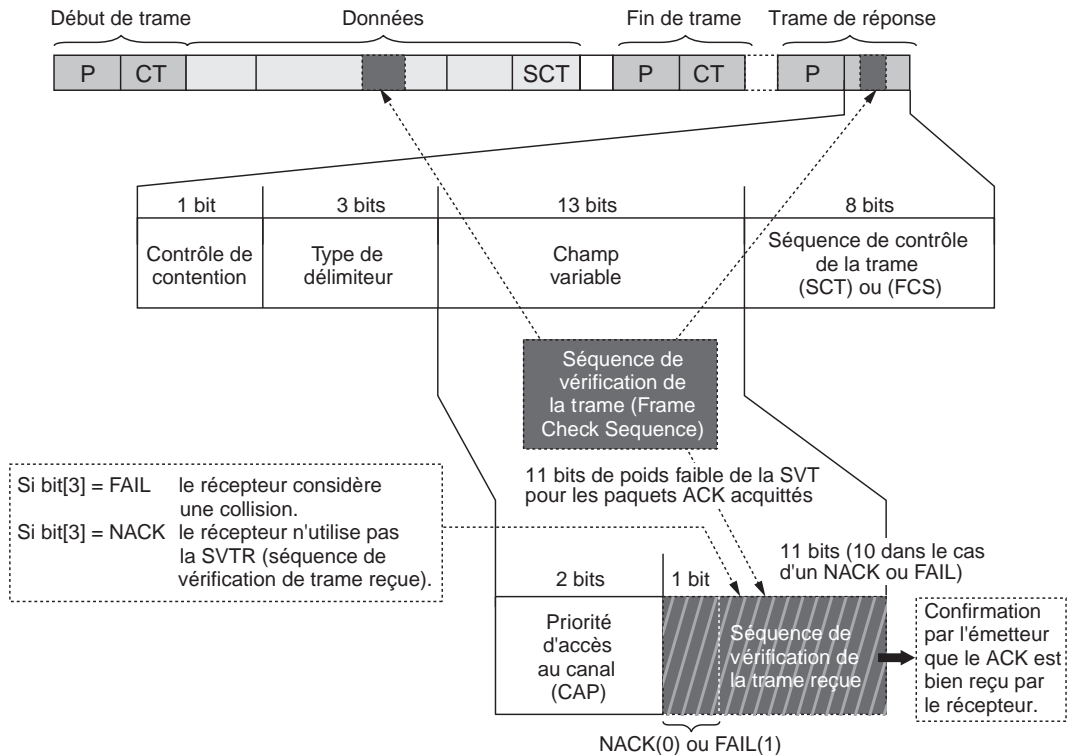 Début de trame
Données
Fin de trame
Trame de réponse
P
CT
SCT
P
CT
P
1 bit
3 bits
13 bits
8 bits
Contrôle de
contention
Type de
délimiteur
Champ
variable
Séquence de contrôle
de la trame
(SCT) ou (FCS)
Séquence de
vérification de
la trame (Frame
Check Sequence)
11 bits de poids faible de la SVT
pour les paquets ACK acquittés
Si bit[3] = FAIL le récepteur considère
une collision.
Si bit[3] = NACK le récepteur n'utilise pas
la SVTR (séquence de
vérification de trame reçue).
11 bits (10 dans le cas
d'un NACK ou FAIL)
2 bits
1 bit
Priorité
d'accès
au canal
(CAP)
Séquence de
vérification de
la trame reçue
Confirmation
par l'émetteur
que le ACK est
bien reçu par
le récepteur.
NACK(0) ou FAIL(1)